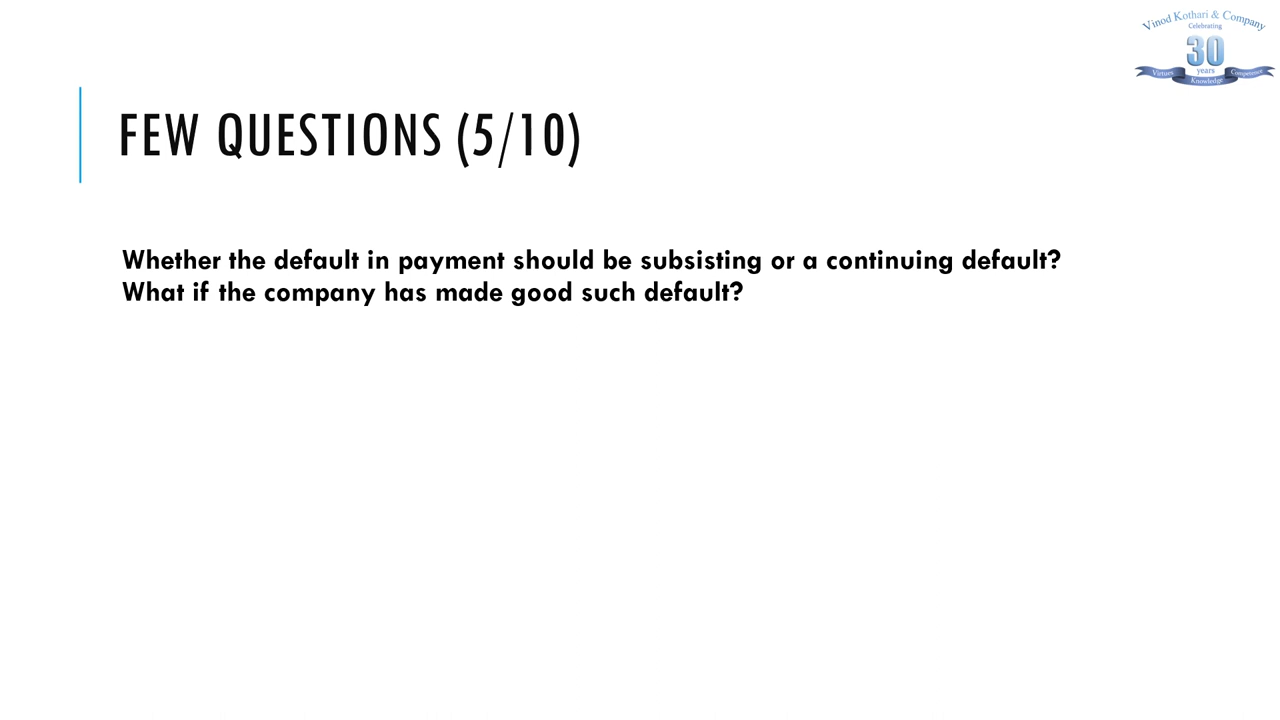 Vinod Kothari & Company
Celebrating
30
years
Virtues
Knowledge
Competence
FEW QUESTIONS (5/10)
Whether the default in payment should be subsisting or a continuing default?
What if the company has made good such default?